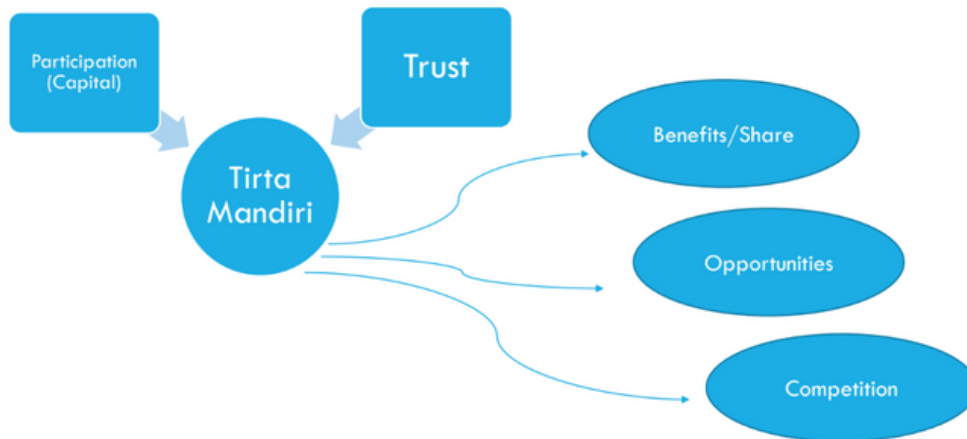 Participation
(Capital)
Trust
Tirta
Mandiri
Benefits/Share
Opportunities
Competition